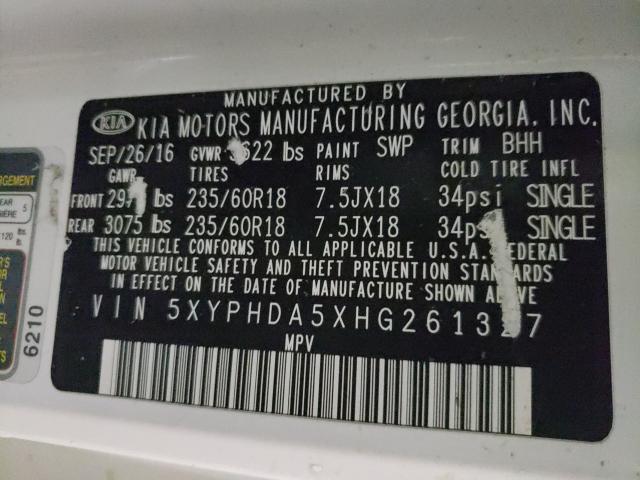 MANUFACTURED BY
KIA KIA MOTORS MANUFACTURING GEORGIA, INC.
SEP/26/16 GVWR lbs PAINT SWP TRIM BHH
GAWR TIRES RIMS COLD TIRE INFL
FRONT lbs 235/60R18 7.5JX18 34psi SINGLE
REAR 3075 lbs 235/60R18 7.5JX18 SINGLE
THIS VEHICLE CONFORMS TO ALL APPLICABLE U.S.A. FEDERAL
MOTOR VEHICLE SAFETY AND THEFT PREVENTION STANDARDS
IN EFFECT ON THE DATE OF MANUFACTURE SHOWN ABOVE
VIN
MPV
6210
5